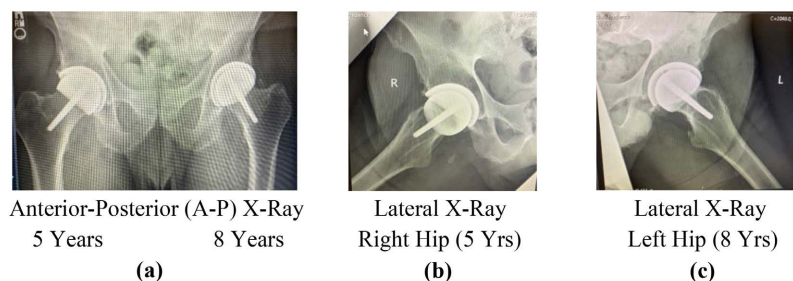 R
L
Anterior-Posterior (A-P) X-Ray
5 Years 8 Years
(a)
Lateral X-Ray
Right Hip (5 Yrs)
(b)
Lateral X-Ray
Left Hip (8 Yrs)
(c)